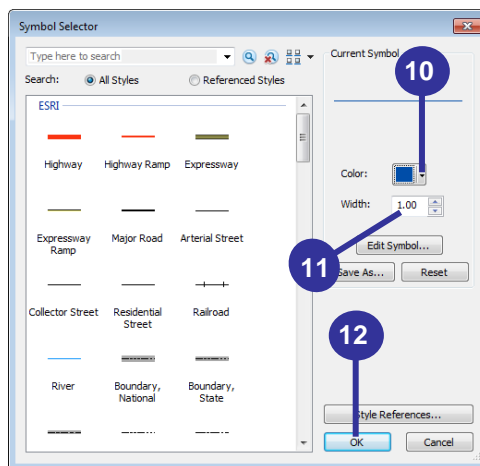 Symbol Selector
Type here to search
Current Symbol
Search: All Styles Referenced Styles
10
ESRI
Highway Highway Ramp Expressway
Color:
Width: 1.00
Expressway Ramp Major Road Arterial Street
Edit Symbol...
11
Save As... Reset
Collector Street Residential Street Railroad
12
River Boundary, National Boundary, State
Style References...
OK Cancel